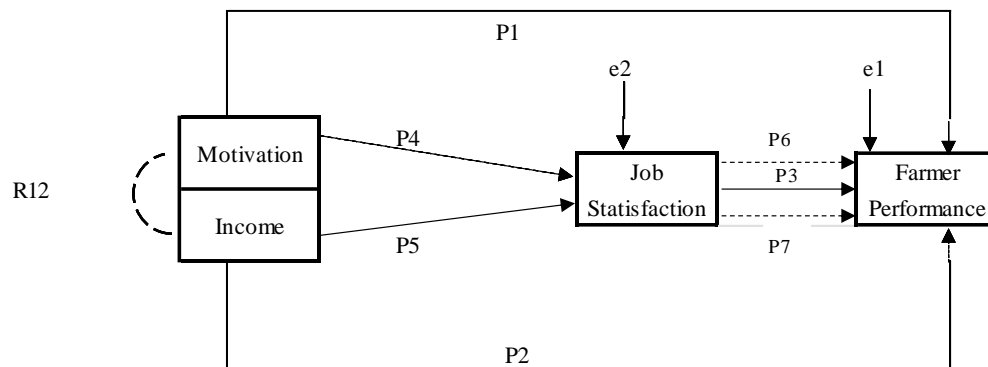 P1
e2
e1
Motivation
P4
P6
R12
Job
P3
Farmer
Income
Statisfaction
Performance
P5
P7
P2